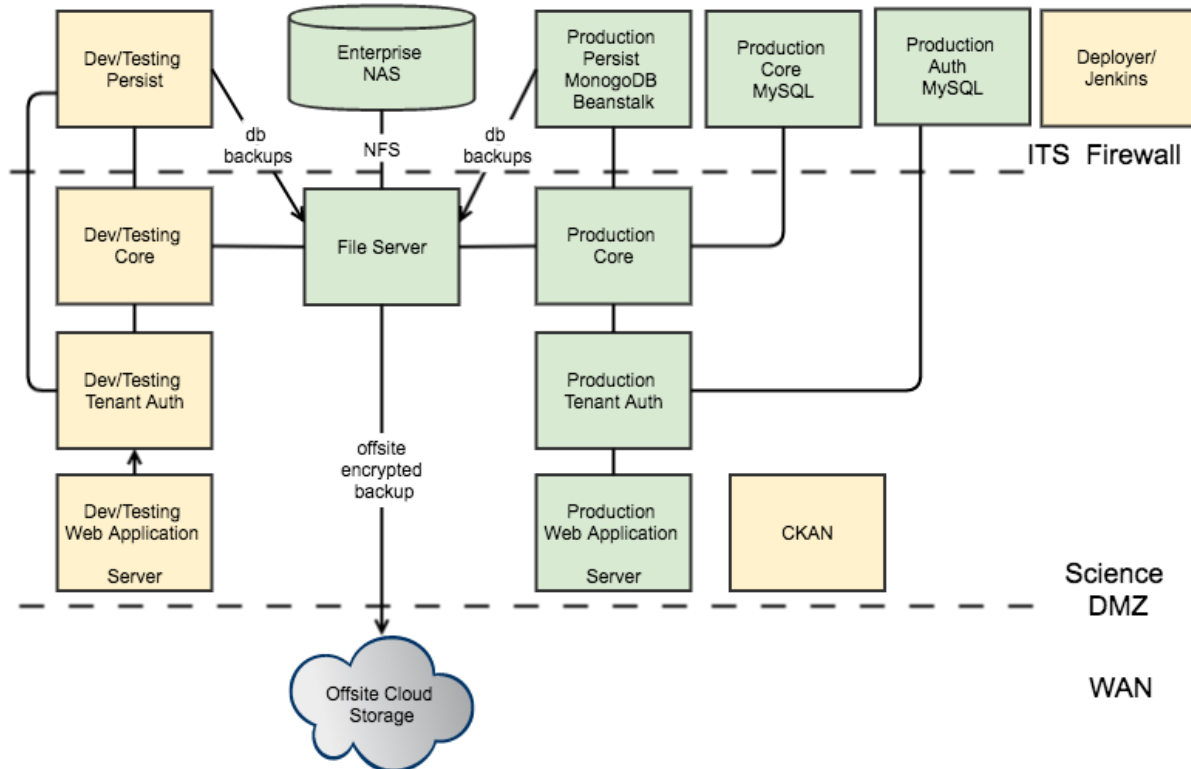 Dev/Testing
Persist
Enterprise
NAS
Production
Persist
MonogoDB
Beanstalk
Production
Core
MySQL
Production
Auth
MySQL
Deployer/
Jenkins
db
backups
NFS
db
backups
ITS Firewall
Dev/Testing
Core
File Server
Production
Core
Dev/Testing
Tenant Auth
Production
Tenant Auth
offsite
encrypted
backup
Dev/Testing
Web Application
Server
Production
Web Application
Server
CKAN
Science
DMZ
Offsite Cloud
Storage
WAN